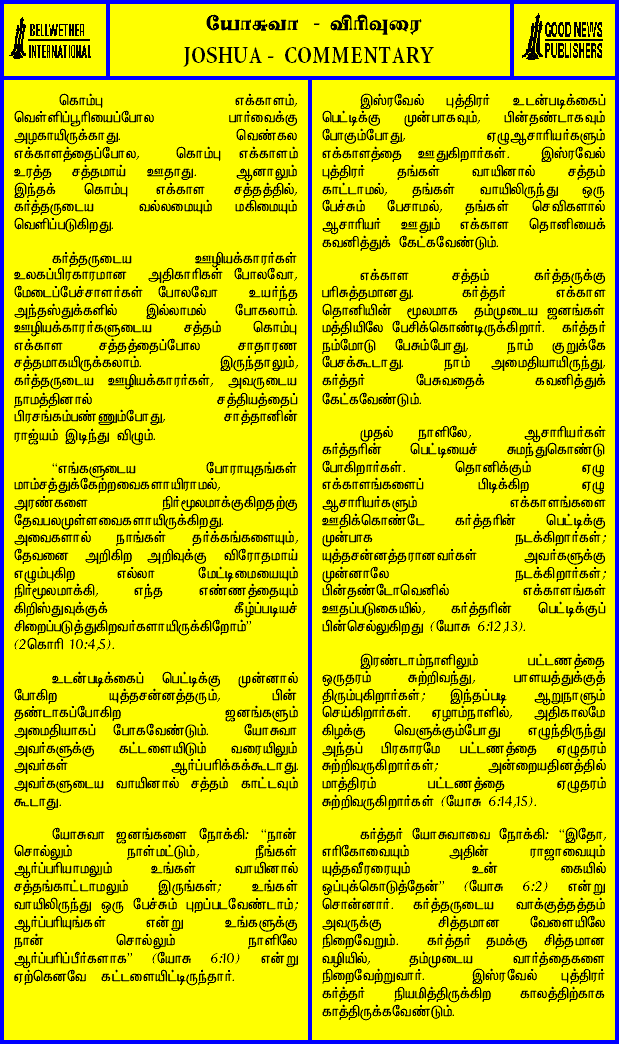 BELLWETHER
INTERNATIONAL
யோசுவா - விரிவுரை
JOSHUA - COMMENTARY
GOOD NEWS
PUBLISHERS
கொம்பு எக்காளம்,
வெள்ளிப்பூரியைப்போல பார்வைக்கு
அழகாயிருக்காது. வெண்கல
எக்காளத்தைப்போல, கொம்பு எக்காளம்
உரத்த சத்தமாய் ஊதாது. ஆனாலும்
இந்தக் கொம்பு எக்காள சத்தத்தில்,
கர்த்தருடைய வல்லமையும் மகிமையும்
வெளிப்படுகிறது.
கர்த்தருடைய ஊழியக்காரர்கள்
உலகப்பிரகாரமான அதிகாரிகள் போலவோ,
மேடைப்பேச்சாளர்கள் போலவோ உயர்ந்த
அந்தஸ்துக்களில் இல்லாமல் போகலாம்.
ஊழியக்காரர்களுடைய சத்தம் கொம்பு
எக்காள சத்தத்தைப்போல சாதாரண
சத்தமாகயிருக்கலாம். இருந்தாலும்,
கர்த்தருடைய ஊழியக்காரர்கள், அவருடைய
நாமத்தினால் சத்தியத்தைப்
பிரசங்கம்பண்ணும்போது, சாத்தானின்
ராஜ்யம் இடிந்து விழும்.
“எங்களுடைய போராயுதங்கள்
மாம்சத்துக்கேற்றவைகளாயிராமல்,
அரண்களை நிர்மூலமாக்குகிறதற்கு
தேவபலமுள்ளவைகளாயிருக்கிறது.
அவைகளால் நாங்கள் தர்க்கங்களையும்,
தேவனை அறிகிற அறிவுக்கு விரோதமாய்
எழும்புகிற எல்லா மேட்டிமையையும்
நிர்மூலமாக்கி, எந்த எண்ணத்தையும்
கிறிஸ்துவுக்குக் கீழ்ப்படியச்
சிறைப்படுத்துகிறவர்களாயிருக்கிறோம்”
(2கொரி 10:4,5).
உடன்படிக்கைப் பெட்டிக்கு முன்னால்
போகிற யுத்தசன்னத்தரும், பின்
தண்டாகப்போகிற ஜனங்களும்
அமைதியாகப் போகவேண்டும். யோசுவா
அவர்களுக்கு கட்டளையிடும் வரையிலும்
அவர்கள் ஆர்ப்பரிக்கக்கூடாது.
அவர்களுடைய வாயினால் சத்தம் காட்டவும்
கூடாது.
யோசுவா ஜனங்களை நோக்கி: “நான்
சொல்லும் நாள்மட்டும், நீங்கள்
ஆர்ப்பரியாமலும் உங்கள் வாயினால்
சத்தங்காட்டாமலும் இருங்கள்; உங்கள்
வாயிலிருந்து ஒரு பேச்சும் புறப்படவேண்டாம்;
ஆர்ப்பரியுங்கள் என்று உங்களுக்கு
நான் சொல்லும் நாளிலே
ஆர்ப்பரிப்பீர்களாக” (யோசு 6:10) என்று
ஏற்கெனவே கட்டளையிட்டிருந்தார்.
இஸ்ரவேல் புத்திரர் உடன்படிக்கைப்
பெட்டிக்கு முன்பாகவும், பின்தண்டாகவும்
போகும்போது, ஏழுஆசாரியர்களும்
எக்காளத்தை ஊதுகிறார்கள். இஸ்ரவேல்
புத்திரர் தங்கள் வாயினால் சத்தம்
காட்டாமல், தங்கள் வாயிலிருந்து ஒரு
பேச்சும் பேசாமல், தங்கள் செவிகளால்
ஆசாரியர் ஊதும் எக்காள தொனியைக்
கவனித்துக் கேட்கவேண்டும்.
எக்காள சத்தம் கர்த்தருக்கு
பரிசுத்தமானது. கர்த்தர் எக்காள
தொனியின் மூலமாக தம்முடைய ஜனங்கள்
மத்தியிலே பேசிக்கொண்டிருக்கிறார். கர்த்தர்
நம்மோடு பேசும்போது, நாம் குறுக்கே
பேசக்கூடாது. நாம் அமைதியாயிருந்து,
கர்த்தர் பேசுவதைக் கவனித்துக்
கேட்கவேண்டும்.
முதல் நாளிலே, ஆசாரியர்கள்
கர்த்தரின் பெட்டியைச் சுமந்துகொண்டு
போகிறார்கள். தொனிக்கும் ஏழு
எக்காளங்களைப் பிடிக்கிற ஏழு
ஆசாரியர்களும் எக்காளங்களை
ஊதிக்கொண்டே கர்த்தரின் பெட்டிக்கு
முன்பாக நடக்கிறார்கள்;
யுத்தசன்னத்தரானவர்கள் அவர்களுக்கு
முன்னாலே நடக்கிறார்கள்;
பின்தண்டோவெனில் எக்காளங்கள்
ஊதப்படுகையில், கர்த்தரின் பெட்டிக்குப்
பின்செல்லுகிறது (யோசு 6:12,13).
இரண்டாம்நாளிலும் பட்டணத்தை
ஒருதரம் சுற்றிவந்து, பாளயத்துக்குத்
திரும்புகிறார்கள்; இந்தப்படி ஆறுநாளும்
செய்கிறார்கள். ஏழாம்நாளில், அதிகாலமே
கிழக்கு வெளுக்கும்போது எழுந்திருந்து
அந்தப் பிரகாரமே பட்டணத்தை ஏழுதரம்
சுற்றிவருகிறார்கள்; அன்றையதினத்தில்
மாத்திரம் பட்டணத்தை ஏழுதரம்
சுற்றிவருகிறார்கள் (யோசு 6:14,15).
கர்த்தர் யோசுவாவை நோக்கி: “இதோ,
எரிகோவையும் அதின் ராஜாவையும்
யுத்தவீரரையும் உன் கையில்
ஒப்புக்கொடுத்தேன்” (யோசு 6:2) என்று
சொன்னார். கர்த்தருடைய வாக்குத்தத்தம்
அவருக்கு சித்தமான வேளையிலே
நிறைவேறும். கர்த்தர் தமக்கு சித்தமான
வழியில், தம்முடைய வார்த்தைகளை
நிறைவேற்றுவார். இஸ்ரவேல் புத்திரர்
கர்த்தர் நியமித்திருக்கிற காலத்திற்காக
காத்திருக்கவேண்டும்.